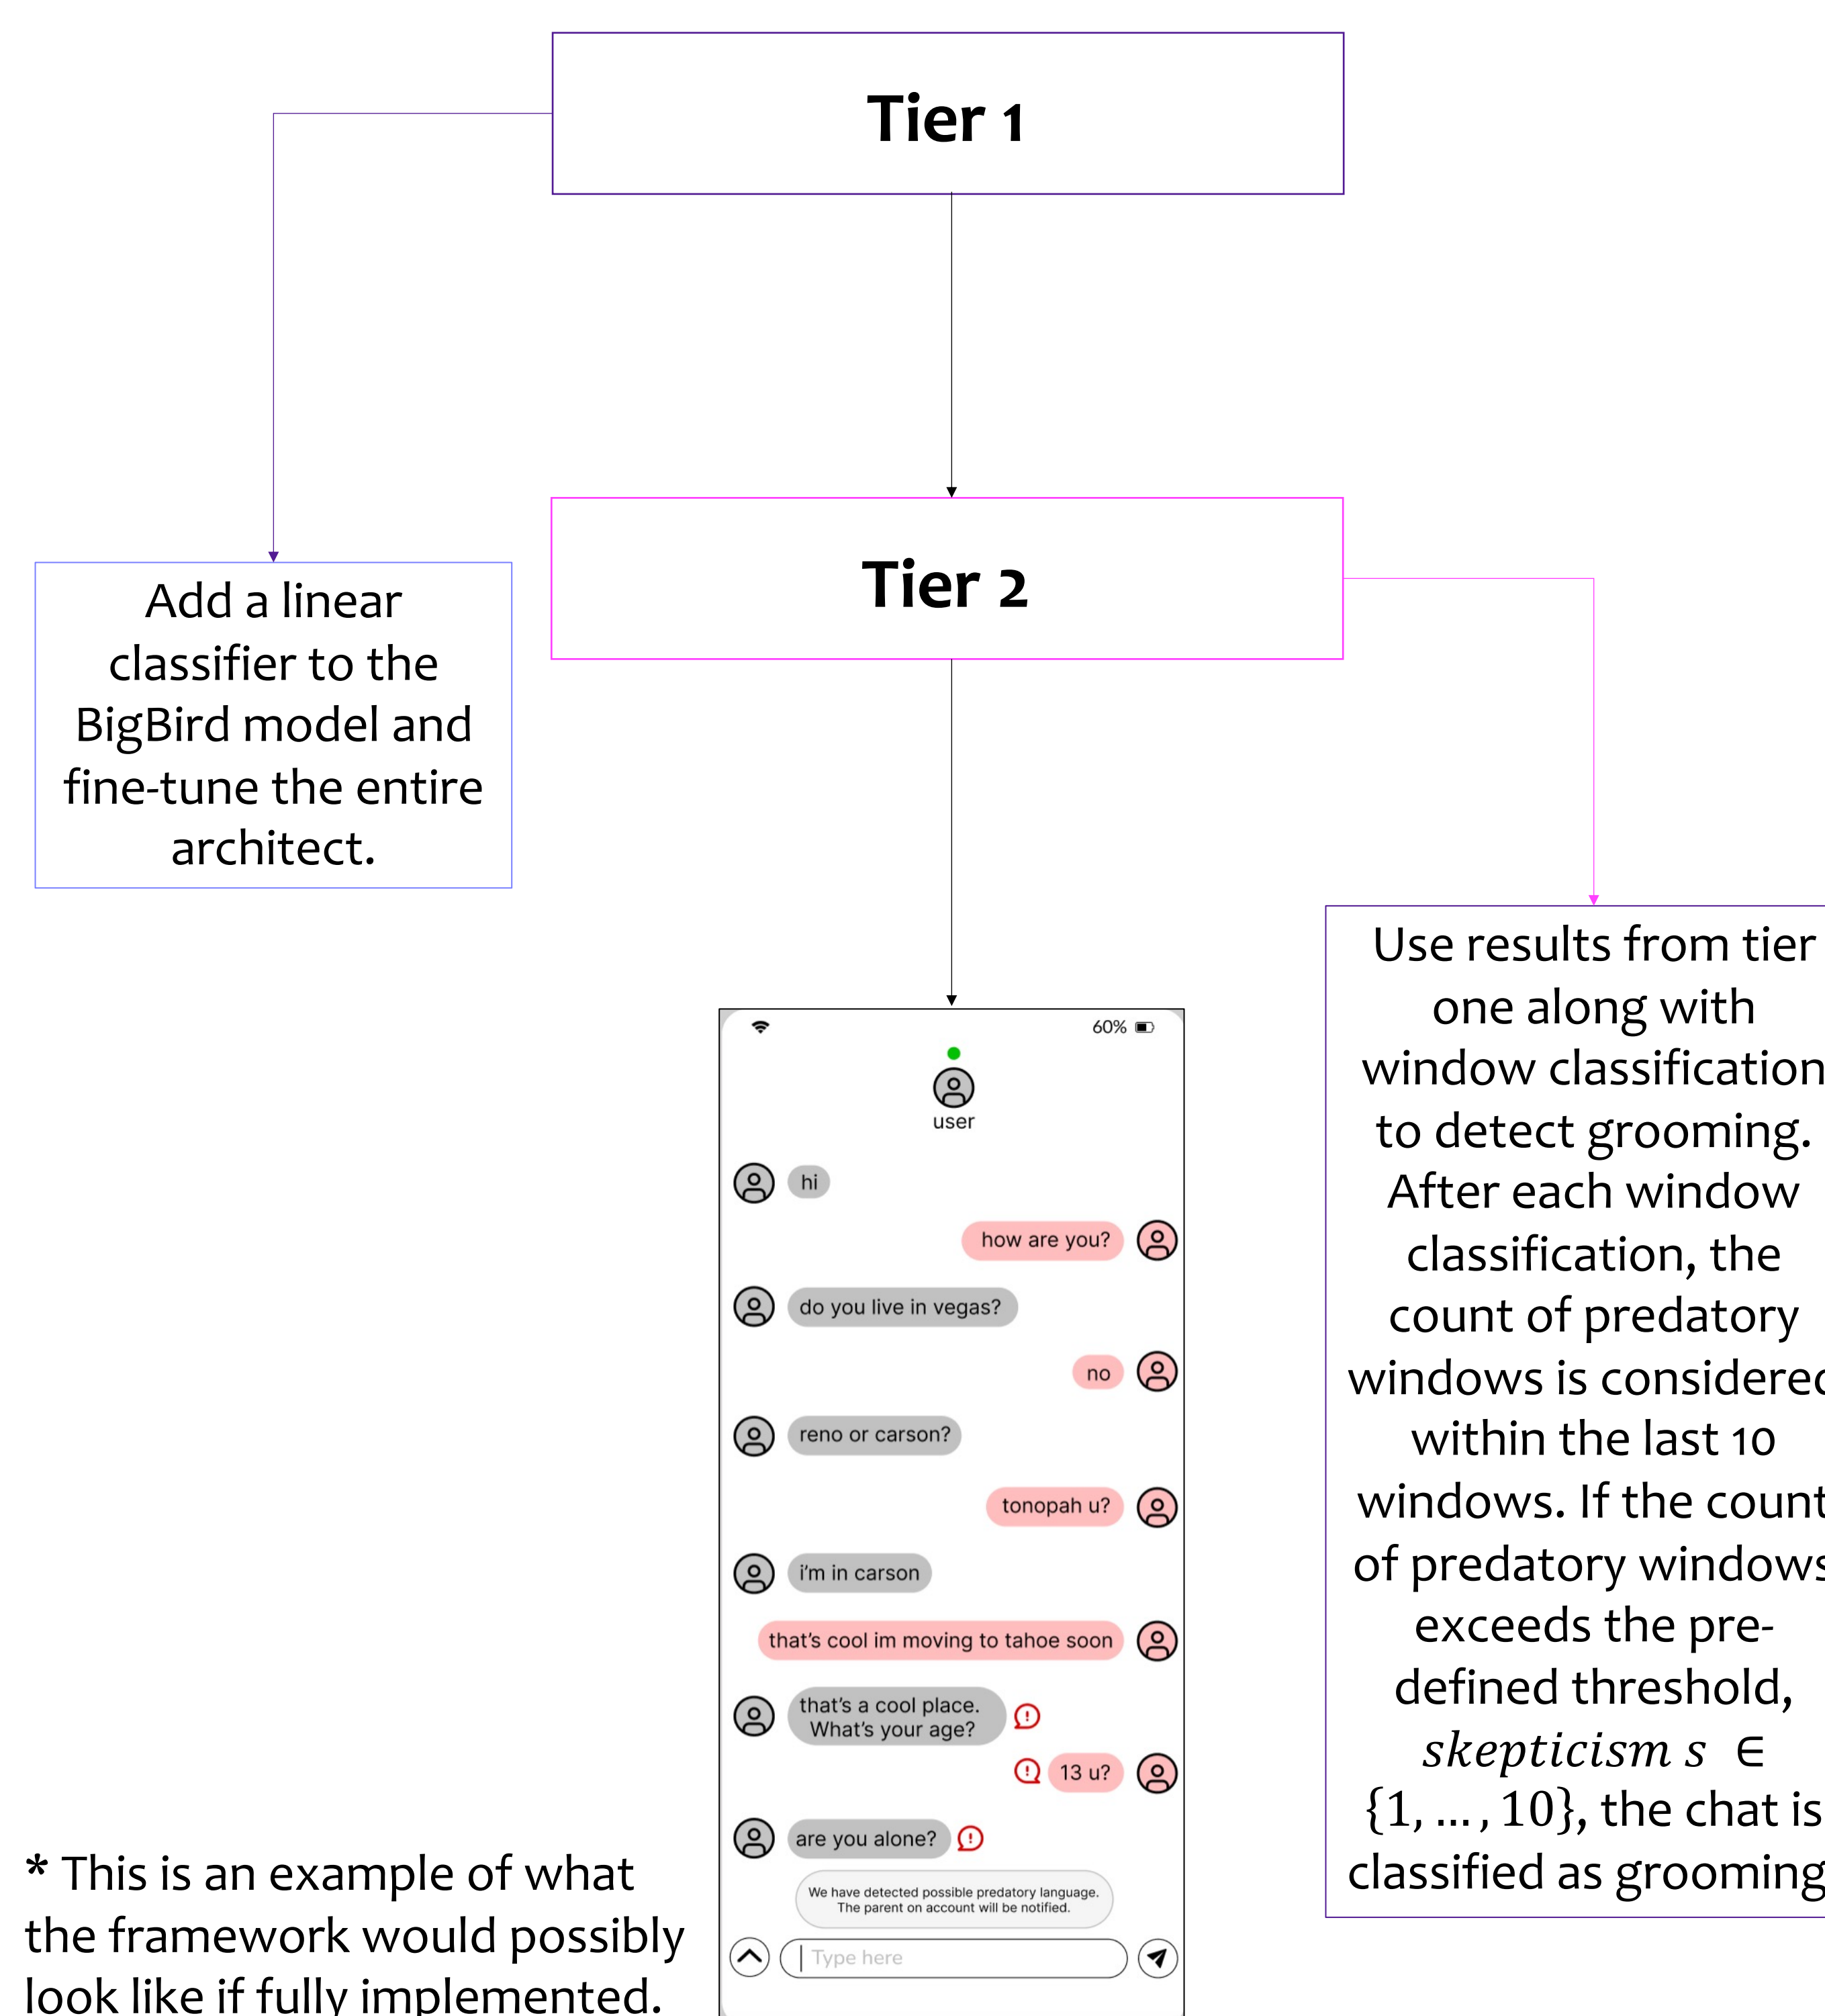 Tier 1
Tier 2
Add a linear
classifier to the
BigBird model and
fine-tune the entire
architect.
Use results from tier
one along with
window classification
to detect grooming.
After each window
classification, the
count of predatory
windows is considered
within the last 10
windows. If the count
of predatory windows
exceeds the pre-
defined threshold,
skepticism s ∈
{1, ... , 10}, the chat is
classified as grooming
60%
user
hi
how are you?
do you live in vegas?
no
reno or carson?
tonopah u?
i'm in carson
that's cool im moving to tahoe soon
that's a cool place.
What's your age?
13 u?
are you alone?
We have detected possible predatory language.
The parent on account will be notified.
Type here
* This is an example of what
the framework would possibly
look like if fully implemented.